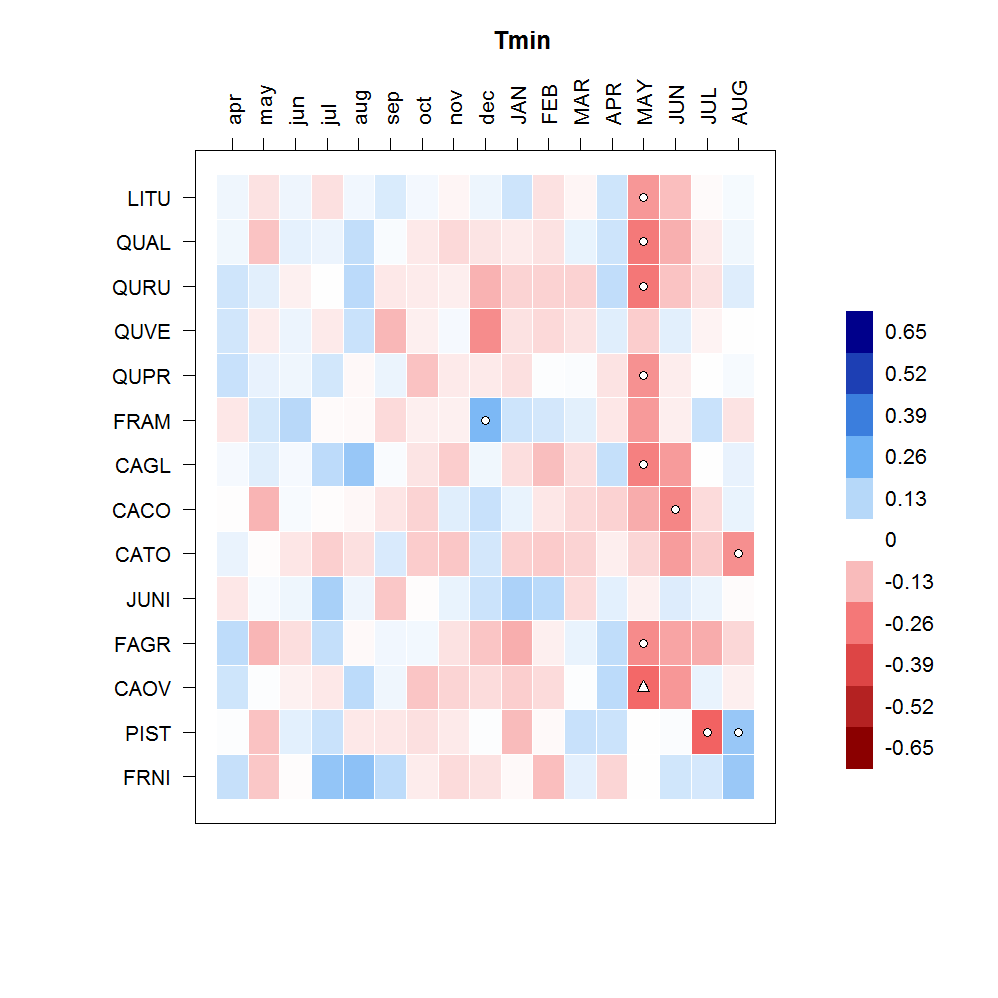 Tmin
apr may jun jul aug sep oct nov dec JAN FEB MAR APR MAY JUN JUL AUG
LITU
QUAL
QURU
QUVE
QUPR
FRAM
CAGL
CACO
CATO
JUNI
FAGR
CAOV
PIST
FRNI
0.65
0.52
0.39
0.26
0.13
0
-0.13
-0.26
-0.39
-0.52
-0.65